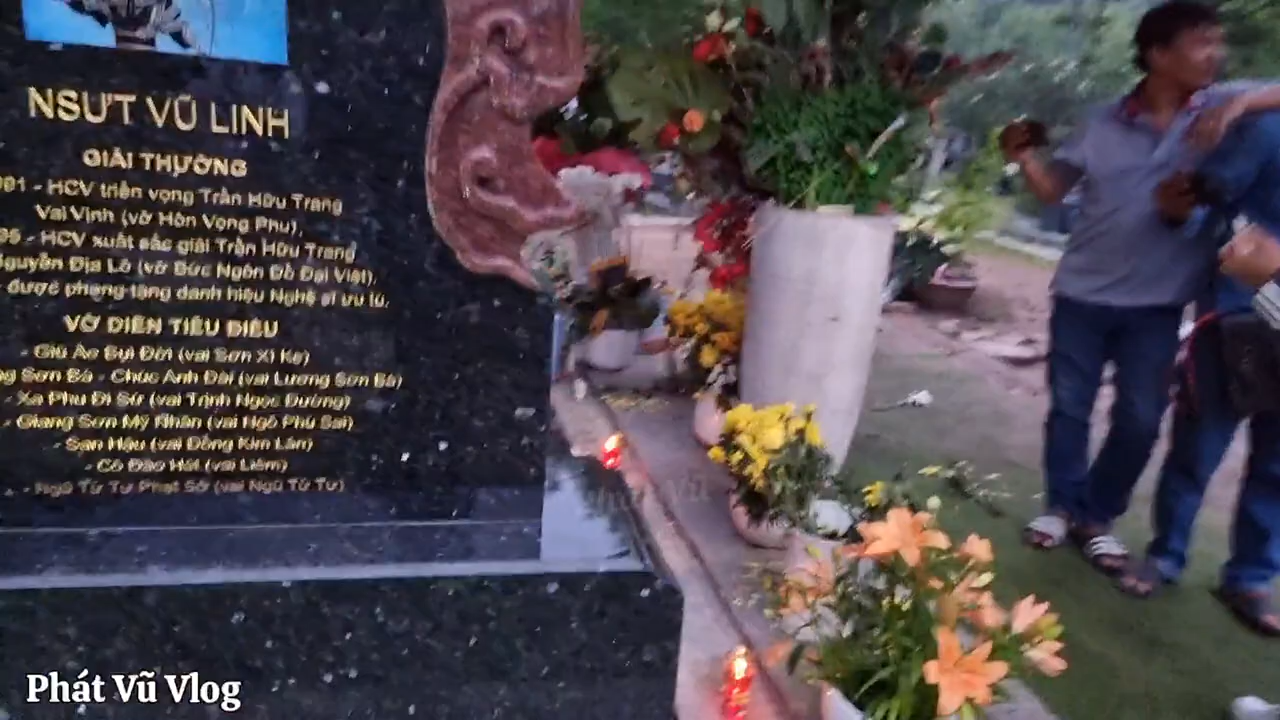 NSƯT VŨ LINH
GIẢI THƯỞNG
- HCV triển vọng Trần Hữu Trang
Vai Vịnh (vở Hòn Vọng Phu),
- HCV xuất sắc giải Trần Hữu Trang
Nguyễn Địa Lô (vở Bức Ngôn Đồ Đại Việt),
được phong tặng danh hiệu Nghệ sĩ ưu tú.
VỞ DIỄN TIÊU BIỂU
- Giũ Áo Bụi Đời (vai Sơn Xì Ke)
Sơn Bá - Chúc Anh Đài (vai Lương Sơn Bá)
- Xa Phu Đi Sứ (vai Trịnh Ngọc Đường)
- Giang Sơn Mỹ Nhân (vai Ngô Phù Sai)
- San Hậu (vai Đổng Kim Lân)
- Cô Đào Hát (vai Liêm)
- Ngũ Tử Tư Phạt Sở (vai Ngũ Tử Tư)
Phát Vũ
Phát Vũ Vlog